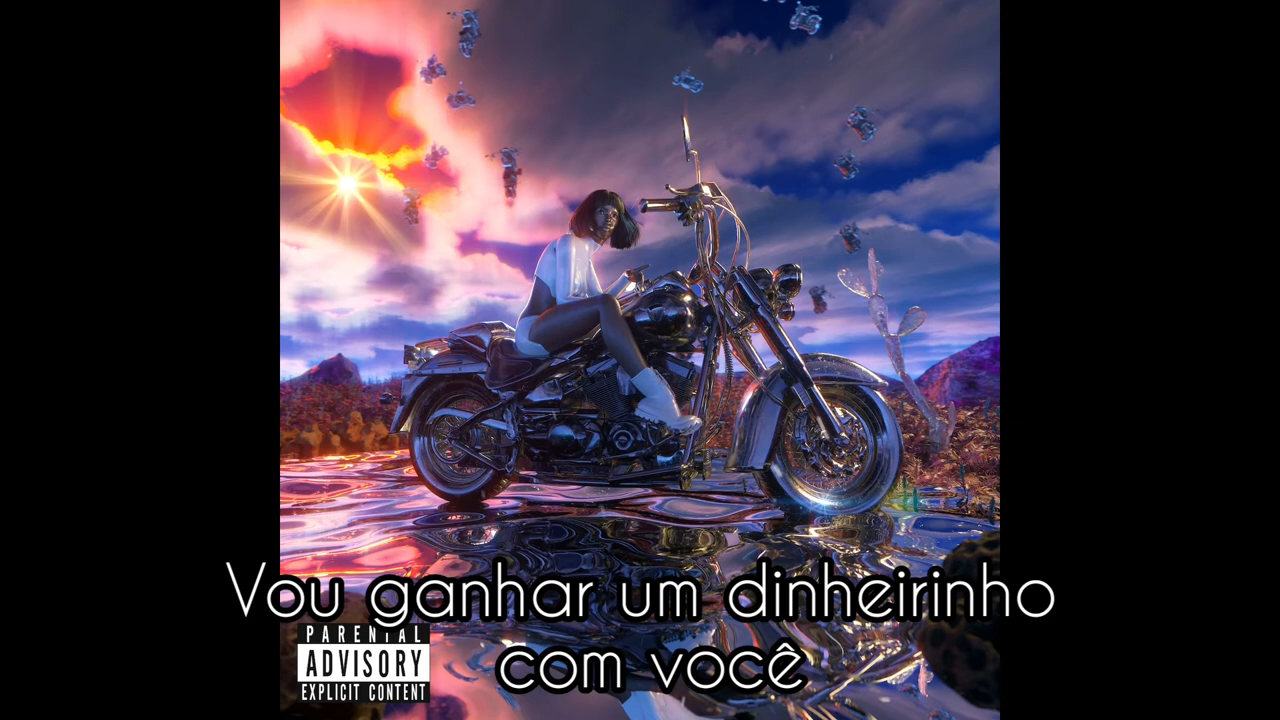 Vou ganhar um dinheirinho
com você
PARENTAL
ADVISORY
EXPLICIT CONTENT